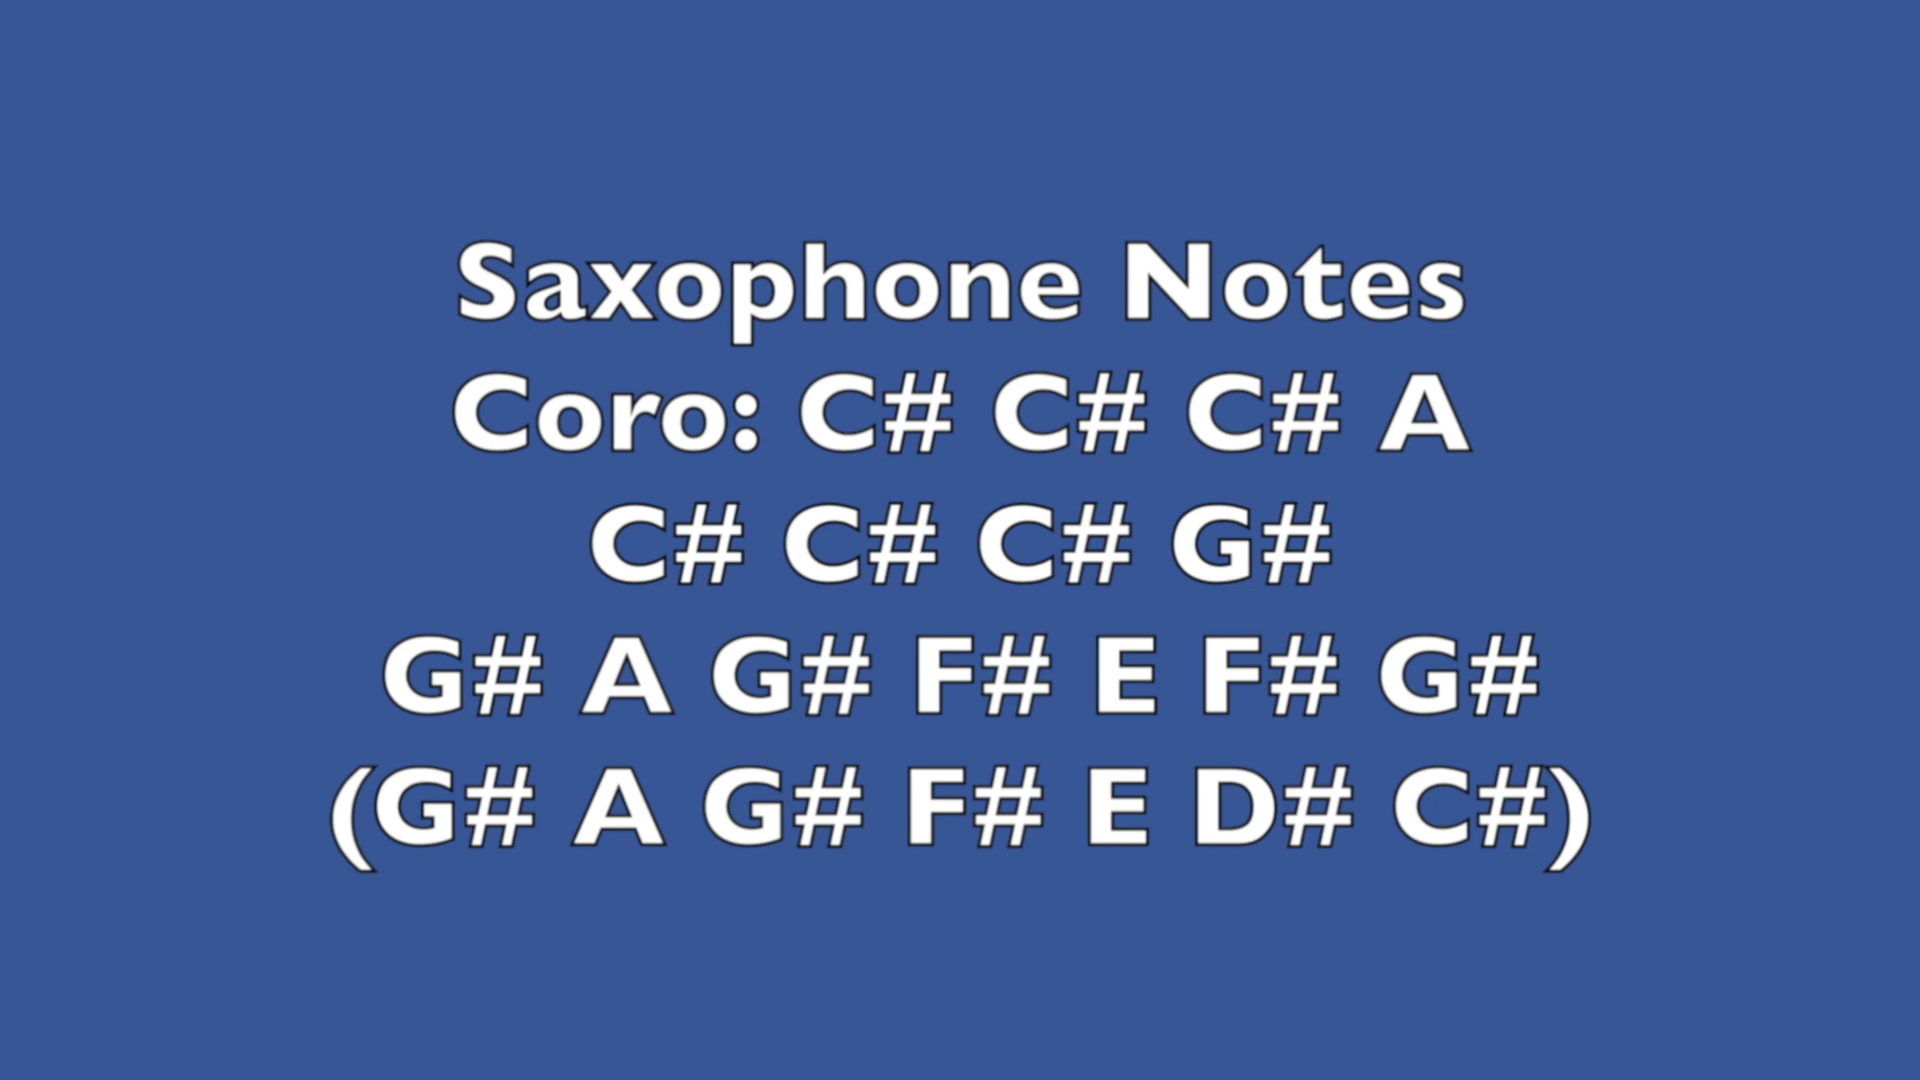 Saxophone Notes
Coro: C# C# C# A
C# C# C# G#
G# A G# F# E F# G#
(G# A G# F# E D# C#)